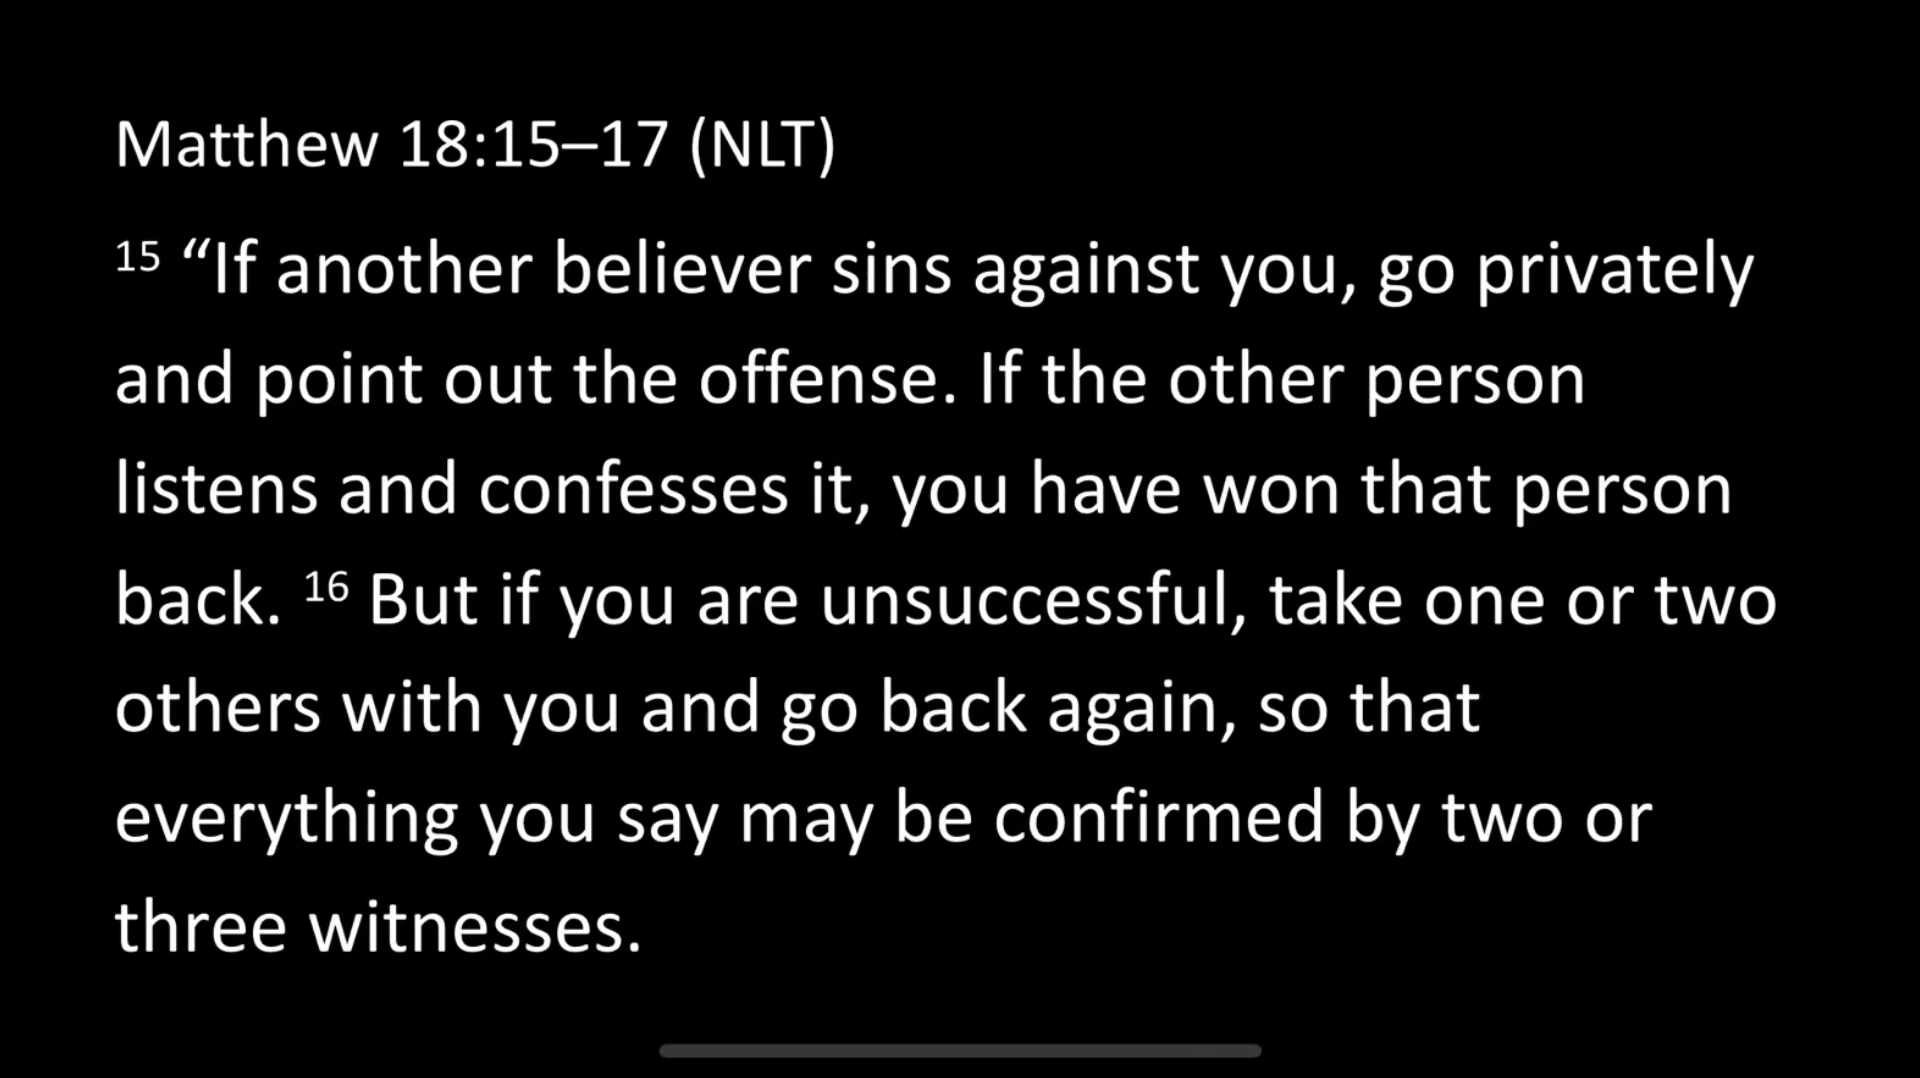 Matthew 18:15–17 (NLT)
15 “If another believer sins against you, go privately
and point out the offense. If the other person
listens and confesses it, you have won that person
back. 16 But if you are unsuccessful, take one or two
others with you and go back again, so that
everything you say may be confirmed by two or
three witnesses.